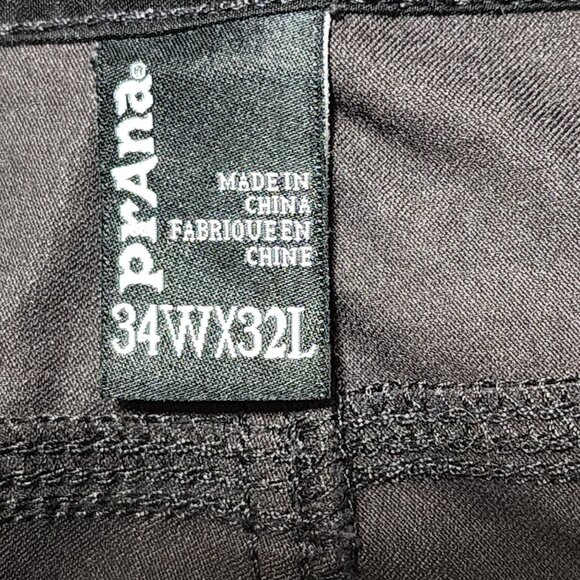 prAna®
MADE IN
CHINA
FABRIQUE EN
CHINE
34WX32L